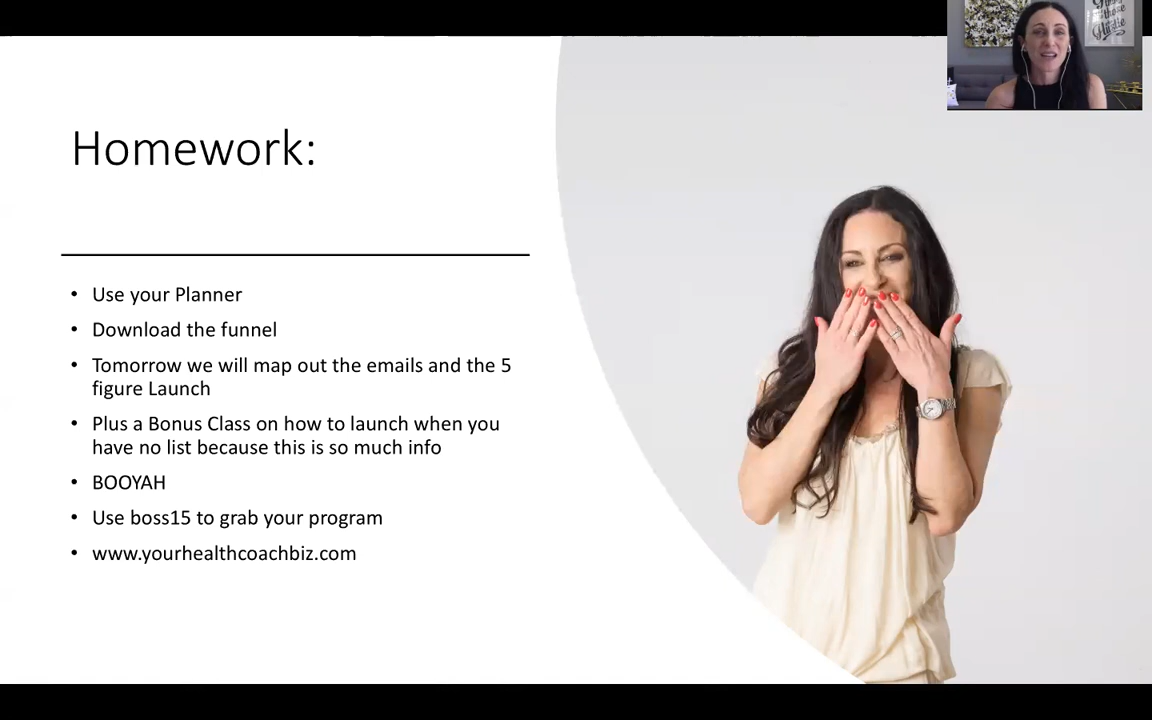 Homework:
• Use your Planner
• Download the funnel
• Tomorrow we will map out the emails and the 5
figure Launch
• Plus a Bonus Class on how to launch when you
have no list because this is so much info
• BOOYAH
• Use boss15 to grab your program
• www.yourhealthcoachbiz.com